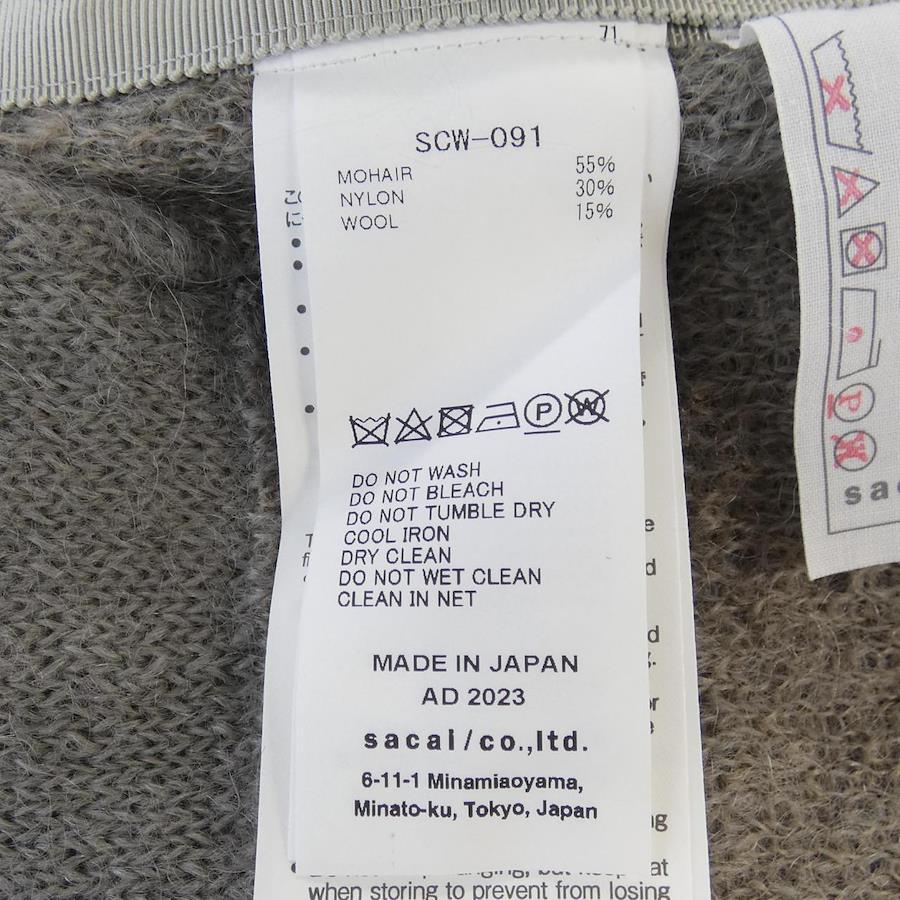 71
SCW-091
MOHAIR 55%
NYLON 30%
WOOL 15%
P
W
DO NOT WASH
DO NOT BLEACH
DO NOT TUMBLE DRY
COOL IRON
DRY CLEAN
DO NOT WET CLEAN
CLEAN IN NET
MADE IN JAPAN
AD 2023
sacai/co.,ltd.
6-11-1 Minamiaoyama,
Minato-ku, Tokyo, Japan
when storing to prevent from losing
P
W